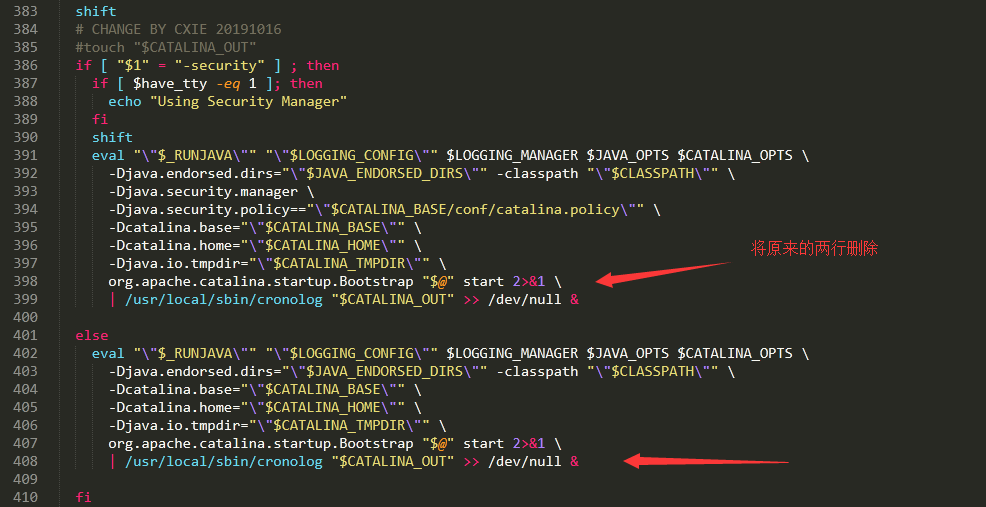 383 shift
384 # CHANGE BY CXIE 20191016
385 #touch "$CATALINA_OUT"
386 if [ "$1" = "-security" ] ; then
387 if [ $have_tty -eq 1 ]; then
388 echo "Using Security Manager"
389 fi
390 shift
391 eval "\"$_RUNJAVA\"" "\"$LOGGING_CONFIG\"" $LOGGING_MANAGER $JAVA_OPTS $CATALINA_OPTS \
392 -Djava.endorsed.dirs="\"$JAVA_ENDORSED_DIRS\"" -classpath "\"$CLASSPATH\"" \
393 -Djava.security.manager \
394 -Djava.security.policy=="\"$CATALINA_BASE/conf/catalina.policy\"" \
395 -Dcatalina.base="\"$CATALINA_BASE\"" \
396 -Dcatalina.home="\"$CATALINA_HOME\"" \
将原来的两行删除
397 -Djava.io.tmpdir="\"$CATALINA_TMPDIR\"" \
398 org.apache.catalina.startup.Bootstrap "$@" start 2>&1 \
399 | /usr/local/sbin/cronolog "$CATALINA_OUT" >> /dev/null &
400
401 else
402 eval "\"$_RUNJAVA\"" "\"$LOGGING_CONFIG\"" $LOGGING_MANAGER $JAVA_OPTS $CATALINA_OPTS \
403 -Djava.endorsed.dirs="\"$JAVA_ENDORSED_DIRS\"" -classpath "\"$CLASSPATH\"" \
404 -Dcatalina.base="\"$CATALINA_BASE\"" \
405 -Dcatalina.home="\"$CATALINA_HOME\"" \
406 -Djava.io.tmpdir="\"$CATALINA_TMPDIR\"" \
407 org.apache.catalina.startup.Bootstrap "$@" start 2>&1 \
408 | /usr/local/sbin/cronolog "$CATALINA_OUT" >> /dev/null &
409
410 fi